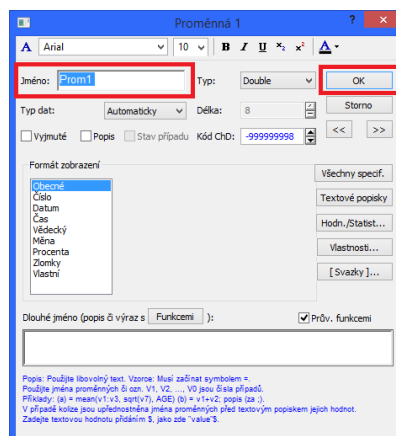 Proměnná 1
? ×
A Arial 10 B I U x₂ x² A
Jméno: Prom1 Typ: Double OK
Typ dat: Automaticky Délka: 8 Storno
Vyjmuté Popis Stav případu Kód ChD: -999999998 << >>
Formát zobrazení
Všechny specif.
Obecné
Číslo
Textové popisky
Datum
Čas
Hodn./Statist...
Vědecký
Měna
Vlastnosti...
Procenta
Zlomky
[ Svazky ]...
Vlastní
Dlouhé jméno (popis či výraz s Funkcemi ): Prův. funkcemi
Popis: Použijte libovolný text. Vzorce: Musí začínat symbolem =.
Použijte jména proměnných či ozn. V1, V2, ..., V0 jsou čísla případů.
Příklady: (a) = mean(v1:v3, sqrt(v7), AGE) (b) = v1+v2; popis (za ;).
V případě kolize jsou upřednostněna jména proměnných před textovým popiskem jejich hodnot.
Zadejte textovou hodnotu přidáním $, jako zde "value"$.